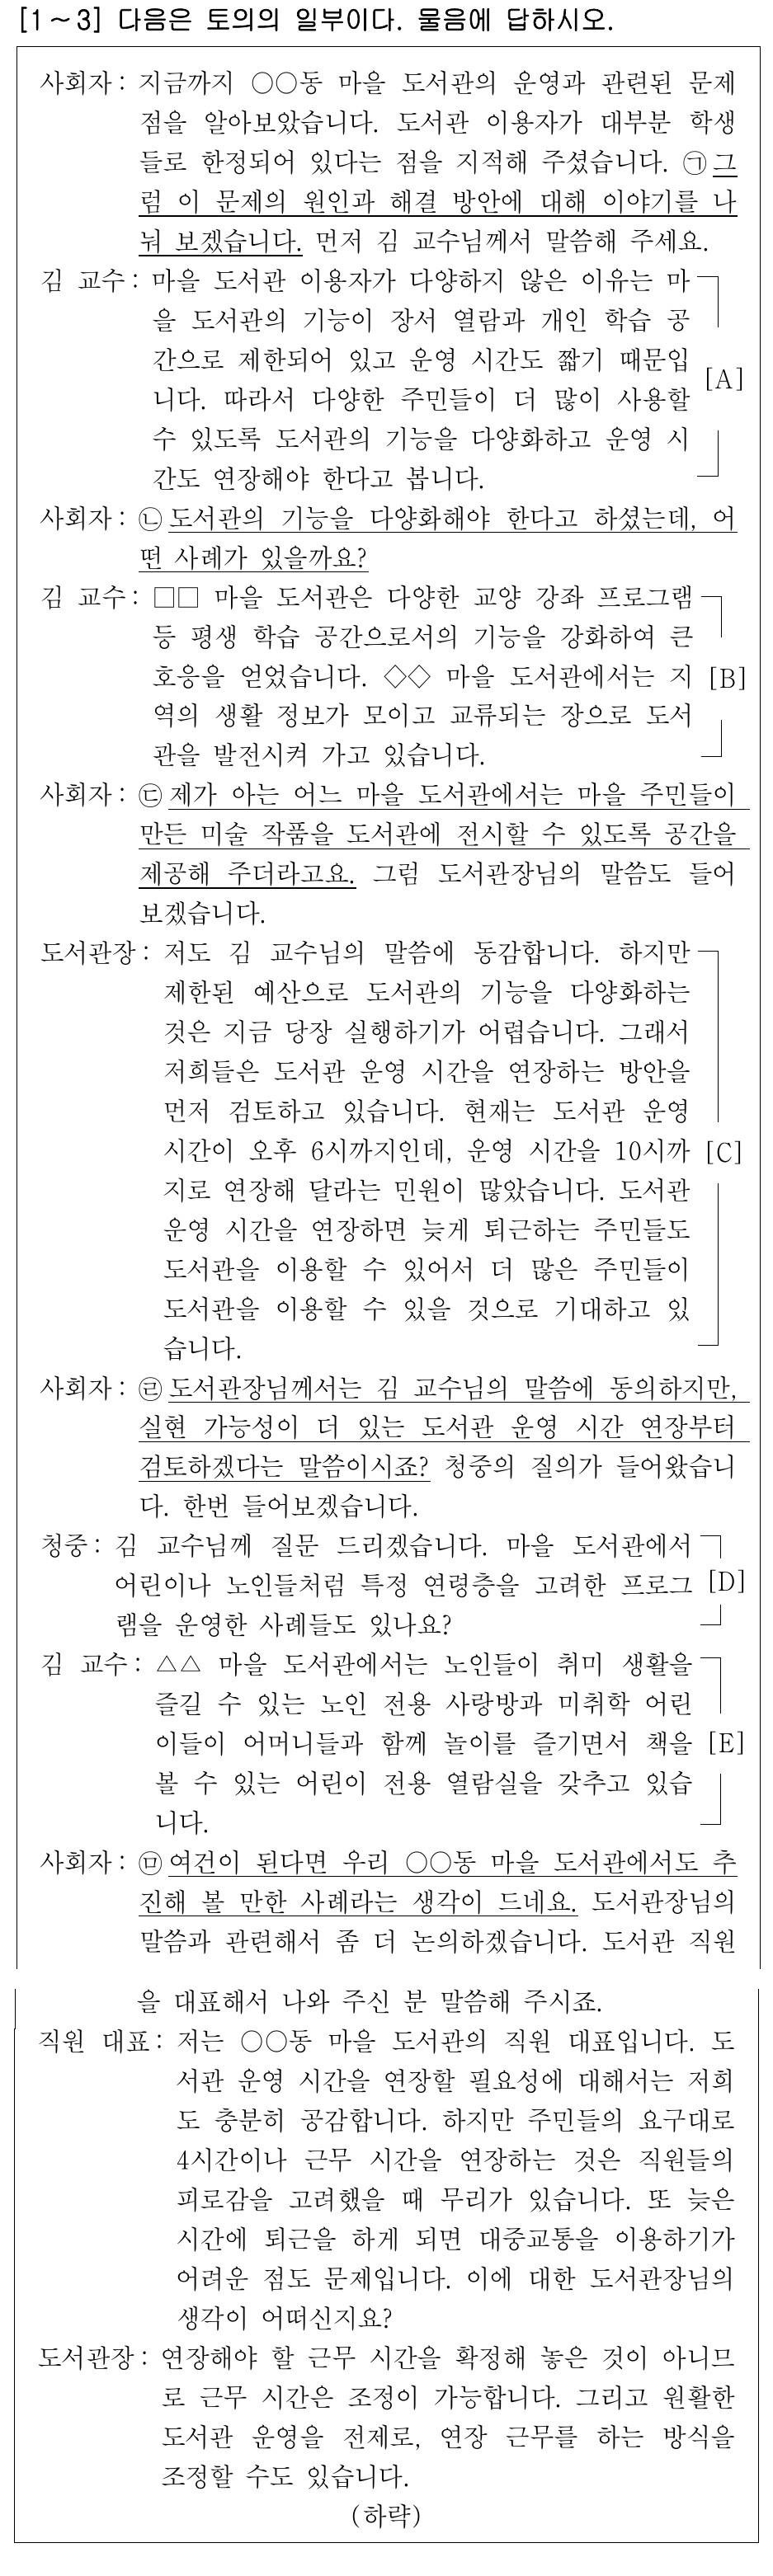 [1~3] 다음은 토의의 일부이다. 물음에 답하시오.
사회자: 지금까지 ○○동 마을 도서관의 운영과 관련된 문제
점을 알아보았습니다. 도서관 이용자가 대부분 학생
들로 한정되어 있다는 점을 지적해 주셨습니다. ㉠그
럼 이 문제의 원인과 해결 방안에 대해 이야기를 나
눠 보겠습니다. 먼저 김 교수님께서 말씀해 주세요.
김 교수: 마을 도서관 이용자가 다양하지 않은 이유는 마
을 도서관의 기능이 장서 열람과 개인 학습 공
간으로 제한되어 있고 운영 시간도 짧기 때문입
[A]
니다. 따라서 다양한 주민들이 더 많이 사용할
수 있도록 도서관의 기능을 다양화하고 운영 시
간도 연장해야 한다고 봅니다.
사회자: ㉡도서관의 기능을 다양화해야 한다고 하셨는데, 어
떤 사례가 있을까요?
김 교수: □□ 마을 도서관은 다양한 교양 강좌 프로그램
등 평생 학습 공간으로서의 기능을 강화하여 큰
호응을 얻었습니다. ◇◇ 마을 도서관에서는 지 [B]
역의 생활 정보가 모이고 교류되는 장으로 도서
관을 발전시켜 가고 있습니다.
사회자: ㉢제가 아는 어느 마을 도서관에서는 마을 주민들이
만든 미술 작품을 도서관에 전시할 수 있도록 공간을
제공해 주더라고요. 그럼 도서관장님의 말씀도 들어
보겠습니다.
도서관장: 저도 김 교수님의 말씀에 동감합니다. 하지만
제한된 예산으로 도서관의 기능을 다양화하는
것은 지금 당장 실행하기가 어렵습니다. 그래서
저희들은 도서관 운영 시간을 연장하는 방안을
먼저 검토하고 있습니다. 현재는 도서관 운영
시간이 오후 6시까지인데, 운영 시간을 10시까 [C]
지로 연장해 달라는 민원이 많았습니다. 도서관
운영 시간을 연장하면 늦게 퇴근하는 주민들도
도서관을 이용할 수 있어서 더 많은 주민들이
도서관을 이용할 수 있을 것으로 기대하고 있
습니다.
사회자: ㉣도서관장님께서는 김 교수님의 말씀에 동의하지만,
실현 가능성이 더 있는 도서관 운영 시간 연장부터
검토하겠다는 말씀이시죠? 청중의 질의가 들어왔습니
다. 한번 들어보겠습니다.
청중: 김 교수님께 질문 드리겠습니다. 마을 도서관에서
어린이나 노인들처럼 특정 연령층을 고려한 프로그 [D]
램을 운영한 사례들도 있나요?
김 교수: △△ 마을 도서관에서는 노인들이 취미 생활을
즐길 수 있는 노인 전용 사랑방과 미취학 어린
이들이 어머니들과 함께 놀이를 즐기면서 책을 [E]
볼 수 있는 어린이 전용 열람실을 갖추고 있습
니다.
사회자: ㉤여건이 된다면 우리 ○○동 마을 도서관에서도 추
진해 볼 만한 사례라는 생각이 드네요. 도서관장님의
말씀과 관련해서 좀 더 논의하겠습니다. 도서관 직원
을 대표해서 나와 주신 분 말씀해 주시죠.
직원 대표: 저는 ○○동 마을 도서관의 직원 대표입니다. 도
서관 운영 시간을 연장할 필요성에 대해서는 저희
도 충분히 공감합니다. 하지만 주민들의 요구대로
4시간이나 근무 시간을 연장하는 것은 직원들의
피로감을 고려했을 때 무리가 있습니다. 또 늦은
시간에 퇴근을 하게 되면 대중교통을 이용하기가
어려운 점도 문제입니다. 이에 대한 도서관장님의
생각이 어떠신지요?
도서관장: 연장해야 할 근무 시간을 확정해 놓은 것이 아니므
로 근무 시간은 조정이 가능합니다. 그리고 원활한
도서관 운영을 전제로, 연장 근무를 하는 방식을
조정할 수도 있습니다.
(하략)